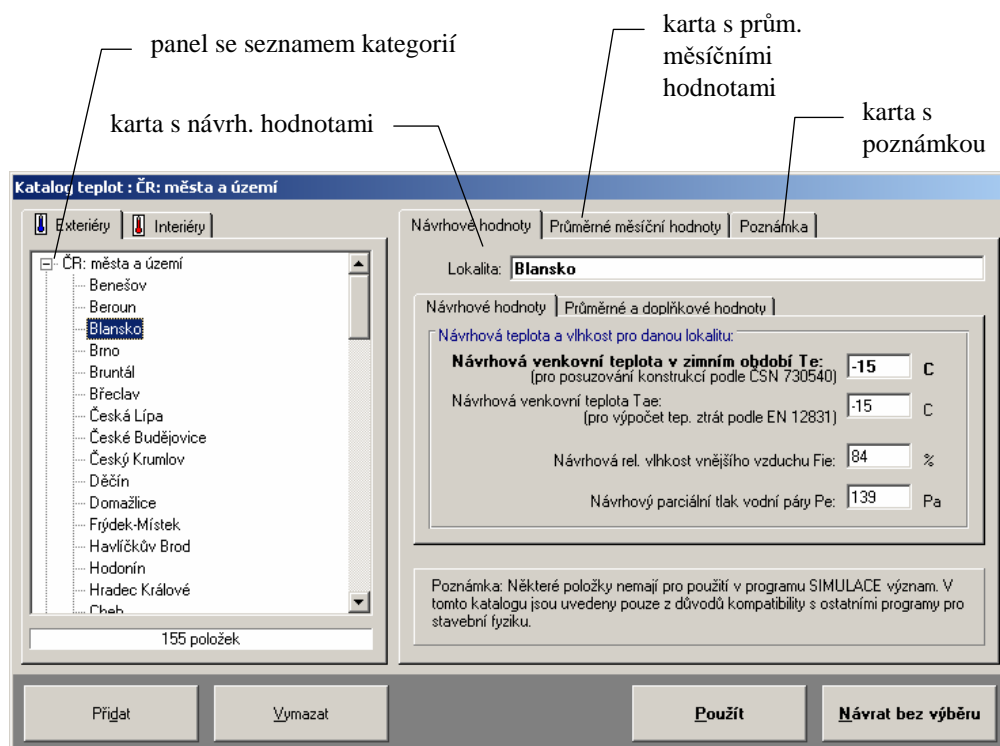 panel se seznamem kategorií
karta s prům.
měsíčními
hodnotami
karta s návrh. hodnotami
karta s
poznámkou
Katalog teplot : ČR: města a území
Exteriéry
Interiéry
ČR: města a území
Benešov
Beroun
Blansko
Brno
Bruntál
Břeclav
Česká Lípa
České Budějovice
Český Krumlov
Děčín
Domažlice
Frýdek-Místek
Havlíčkův Brod
Hodonín
Hradec Králové
Cheb
155 položek
Návrhové hodnoty
Průměrné měsíční hodnoty
Poznámka
Lokalita: Blansko
Návrhové hodnoty
Průměrné a doplňkové hodnoty
Návrhová teplota a vlhkost pro danou lokalitu:
Návrhová venkovní teplota v zimním období Te: -15 C
(pro posuzování konstrukcí podle ČSN 730540)
Návrhová venkovní teplota Tae: -15 C
(pro výpočet tep. ztrát podle EN 12831)
Návrhová rel. vlhkost vnějšího vzduchu Fie: 84 %
Návrhový parciální tlak vodní páry Pe: 139 Pa
Poznámka: Některé položky nemají pro použití v programu SIMULACE význam. V
tomto katalogu jsou uvedeny pouze z důvodů kompatibility s ostatními programy pro
stavební fyziku.
Přidat
Vymazat
Použít
Návrat bez výběru